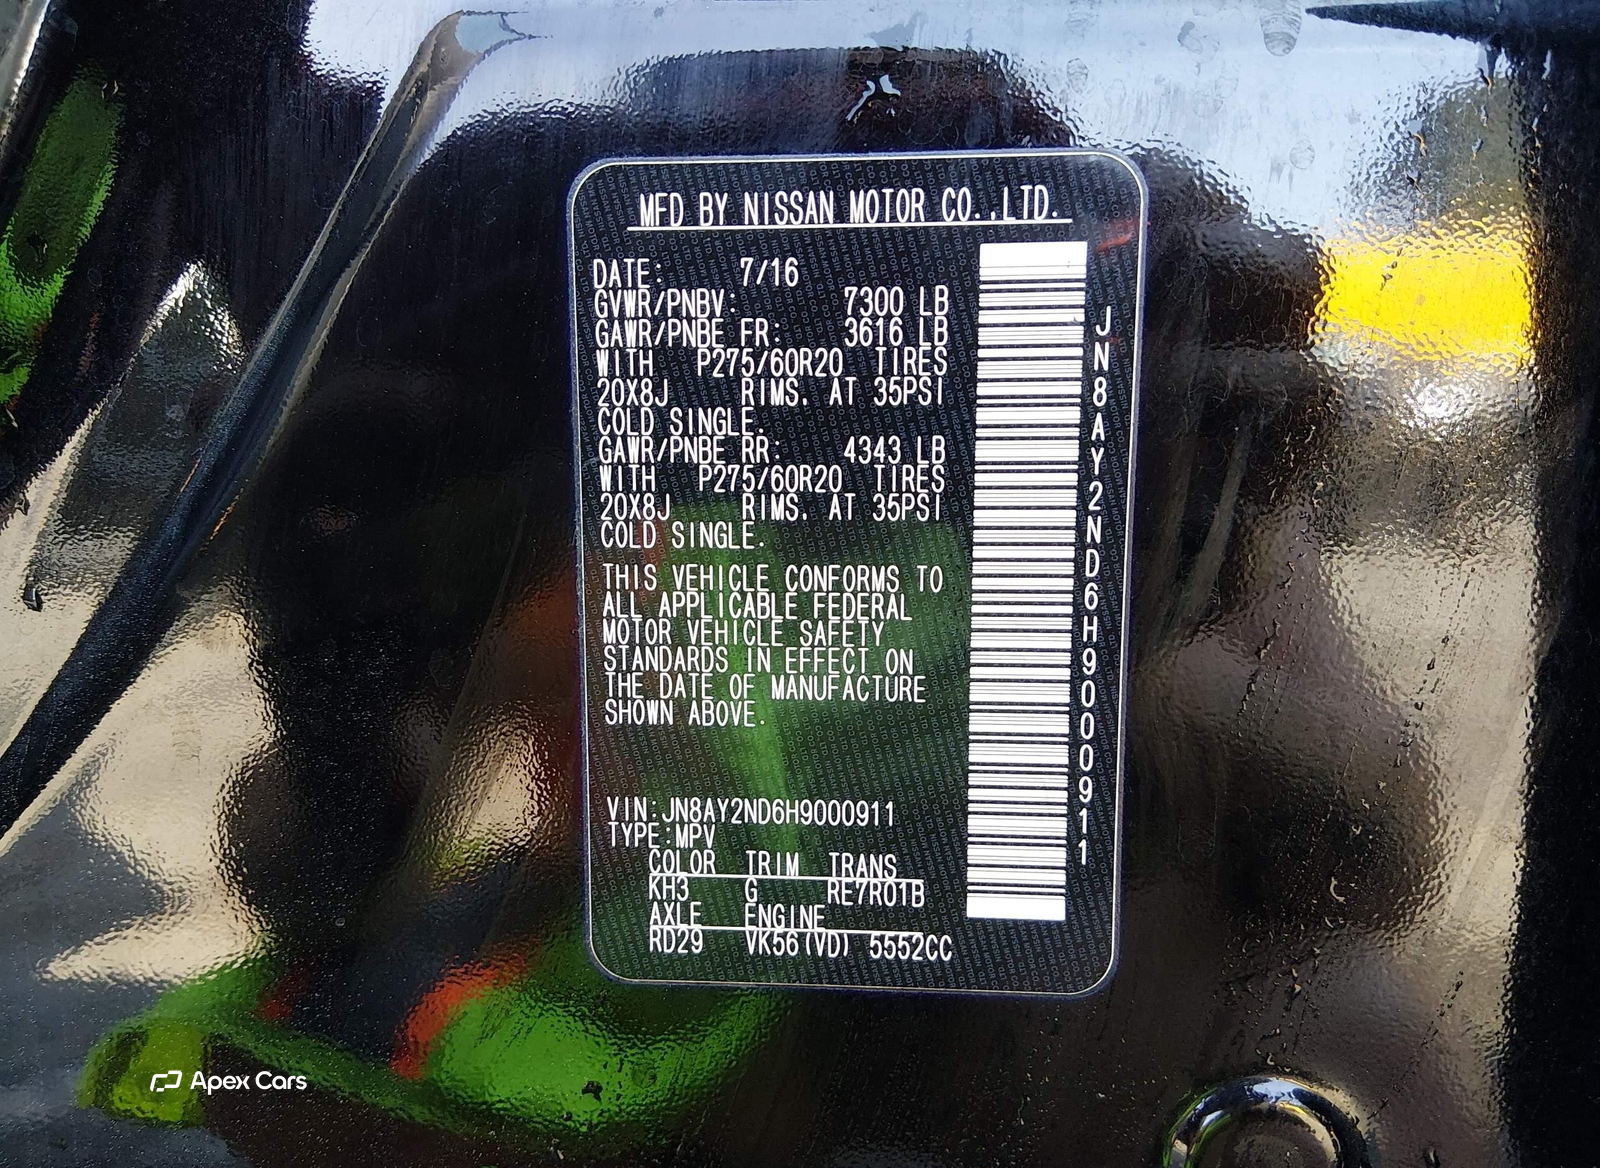 MFD BY NISSAN MOTOR CO.,LTD.
DATE: 7/16
GVWR/PNBV: 7300 LB
GAWR/PNBE FR: 3616 LB
WITH P275/60R20 TIRES
20X8J RIMS. AT 35PSI
COLD SINGLE.
GAWR/PNBE RR: 4343 LB
WITH P275/60R20 TIRES
20X8J RIMS. AT 35PSI
COLD SINGLE.
THIS VEHICLE CONFORMS TO
ALL APPLICABLE FEDERAL
MOTOR VEHICLE SAFETY
STANDARDS IN EFFECT ON
THE DATE OF MANUFACTURE
SHOWN ABOVE.
VIN:JN8AY2ND6H9000911
TYPE:MPV
COLOR TRIM TRANS
KH3 G RE7R01B
AXLE ENGINE
RD29 VK56(VD) 5552CC
JN8AY2ND6H9000911
Apex Cars